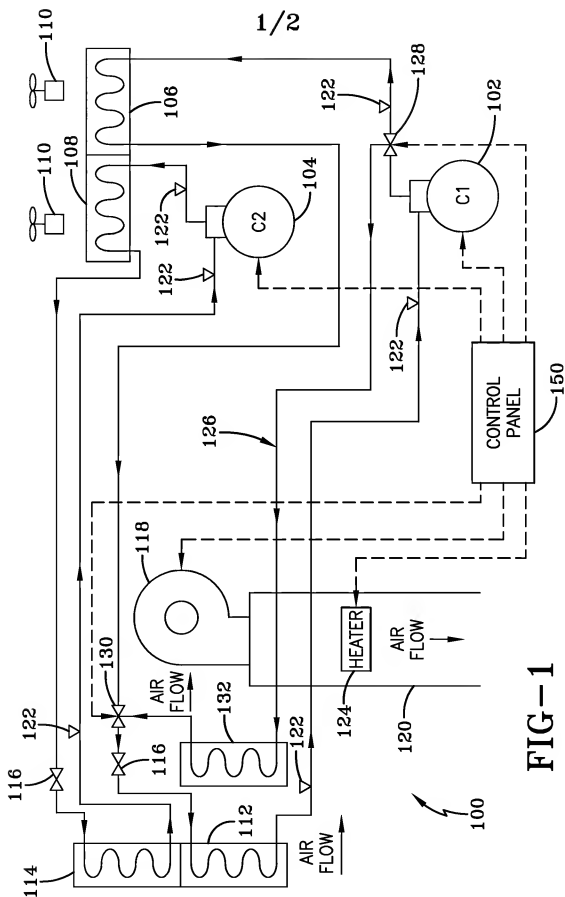 1/2
110
110
106
108
128
122
102
C1
104
C2
122
122
122
CONTROL
PANEL
150
126
118
HEATER
AIR
FLOW
124
120
130
AIR
FLOW
132
122
116
116
122
112
114
AIR
FLOW
100
FIG-1